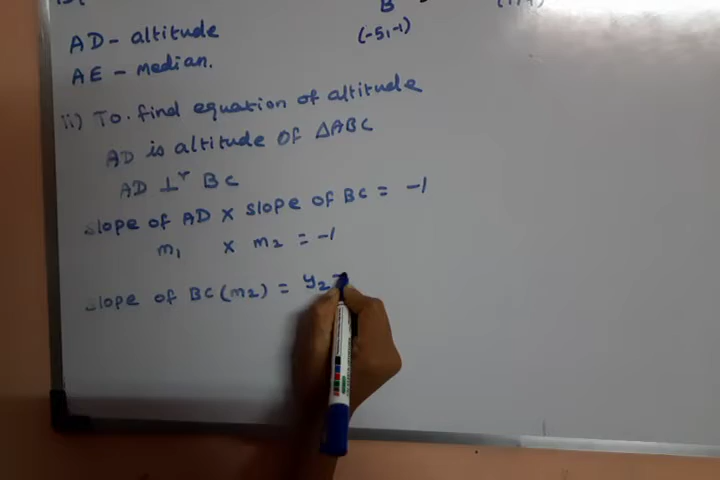 B
AD - altitude (-5,-1)
AE - median.
ii) To find equation of altitude
AD is altitude of ΔABC
AD ⊥r BC
slope of AD x slope of BC = -1
m1 x m2 = -1
slope of BC (m2) = y2 -